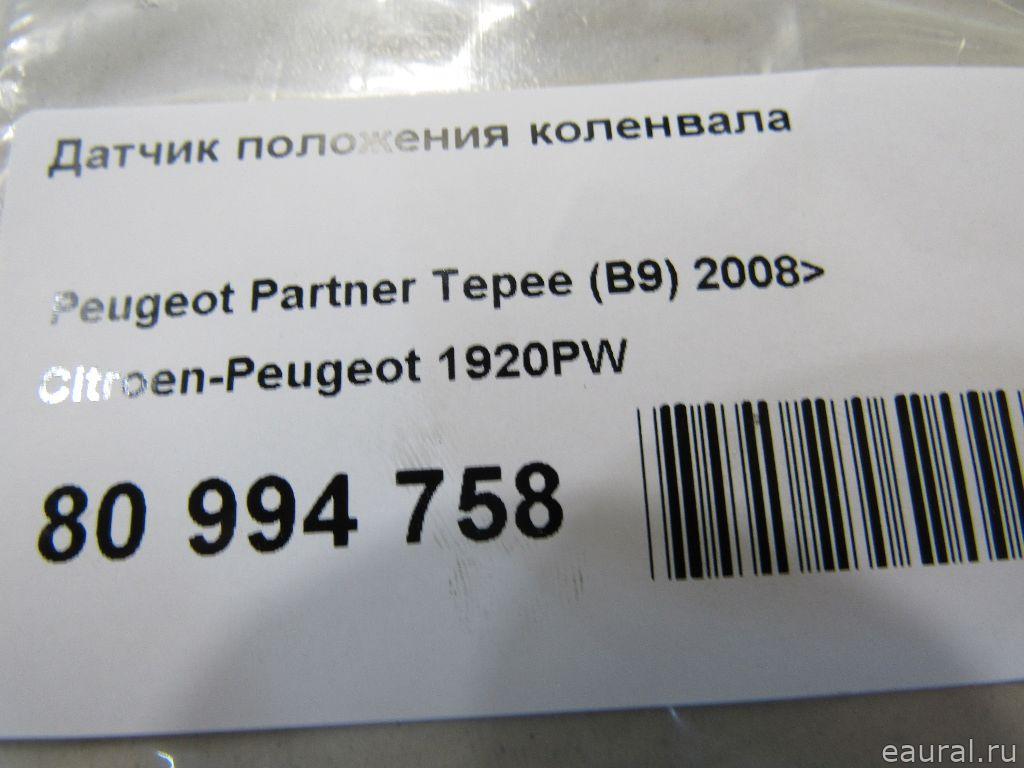 Датчик положения коленвала
Peugeot Partner Tepee (B9) 2008>
Citroen-Peugeot 1920PW
80 994 758
eaural.ru